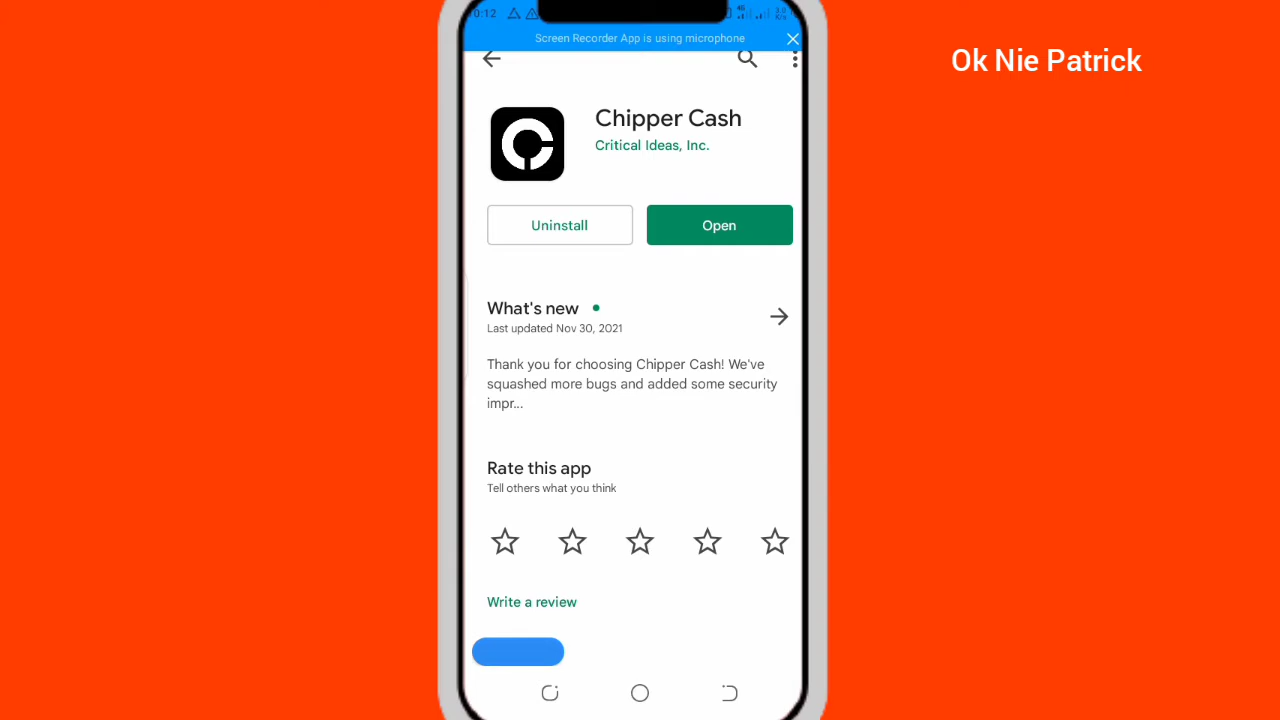 0:12
Screen Recorder App is using microphone
Ok Nie Patrick
Chipper Cash
Critical Ideas, Inc.
Uninstall
Open
What's new
Last updated Nov 30, 2021
Thank you for choosing Chipper Cash! We've
squashed more bugs and added some security
impr...
Rate this app
Tell others what you think
Write a review